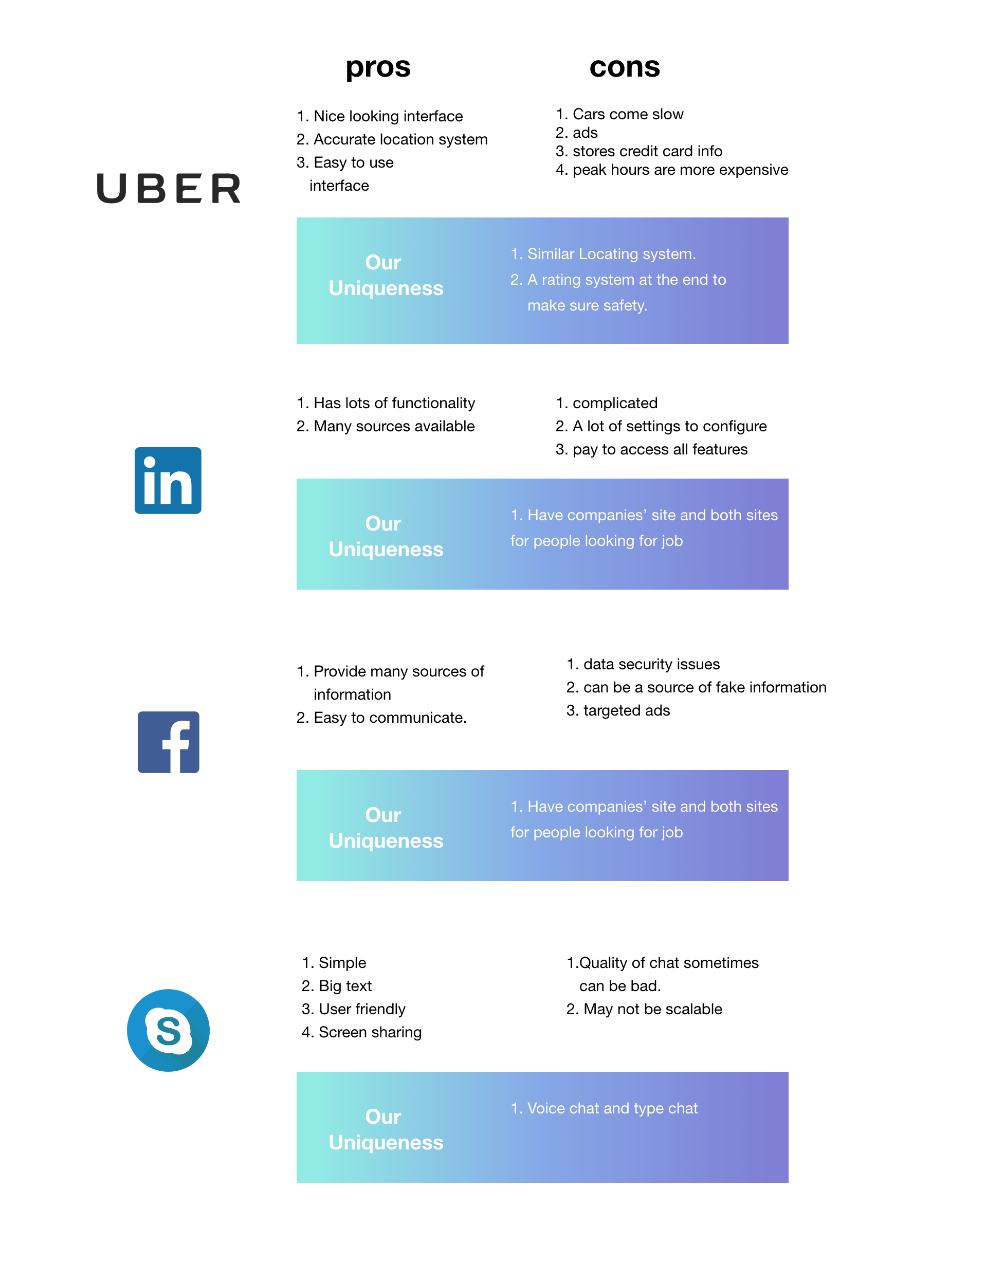 pros
cons
1. Nice looking interface
2. Accurate location system
3. Easy to use
interface
1. Cars come slow
2. ads
3. stores credit card info
4. peak hours are more expensive
UBER
Our
Uniqueness
1. Similar Locating system.
2. A rating system at the end to
make sure safety.
1. Has lots of functionality
2. Many sources available
1. complicated
2. A lot of settings to configure
3. pay to access all features
in
Our
Uniqueness
1. Have companies’ site and both sites
for people looking for job
1. Provide many sources of
information
2. Easy to communicate.
1. data security issues
2. can be a source of fake information
3. targeted ads
f
Our
Uniqueness
1. Have companies’ site and both sites
for people looking for job
1. Simple
2. Big text
3. User friendly
4. Screen sharing
1.Quality of chat sometimes
can be bad.
2. May not be scalable
S
Our
Uniqueness
1. Voice chat and type chat